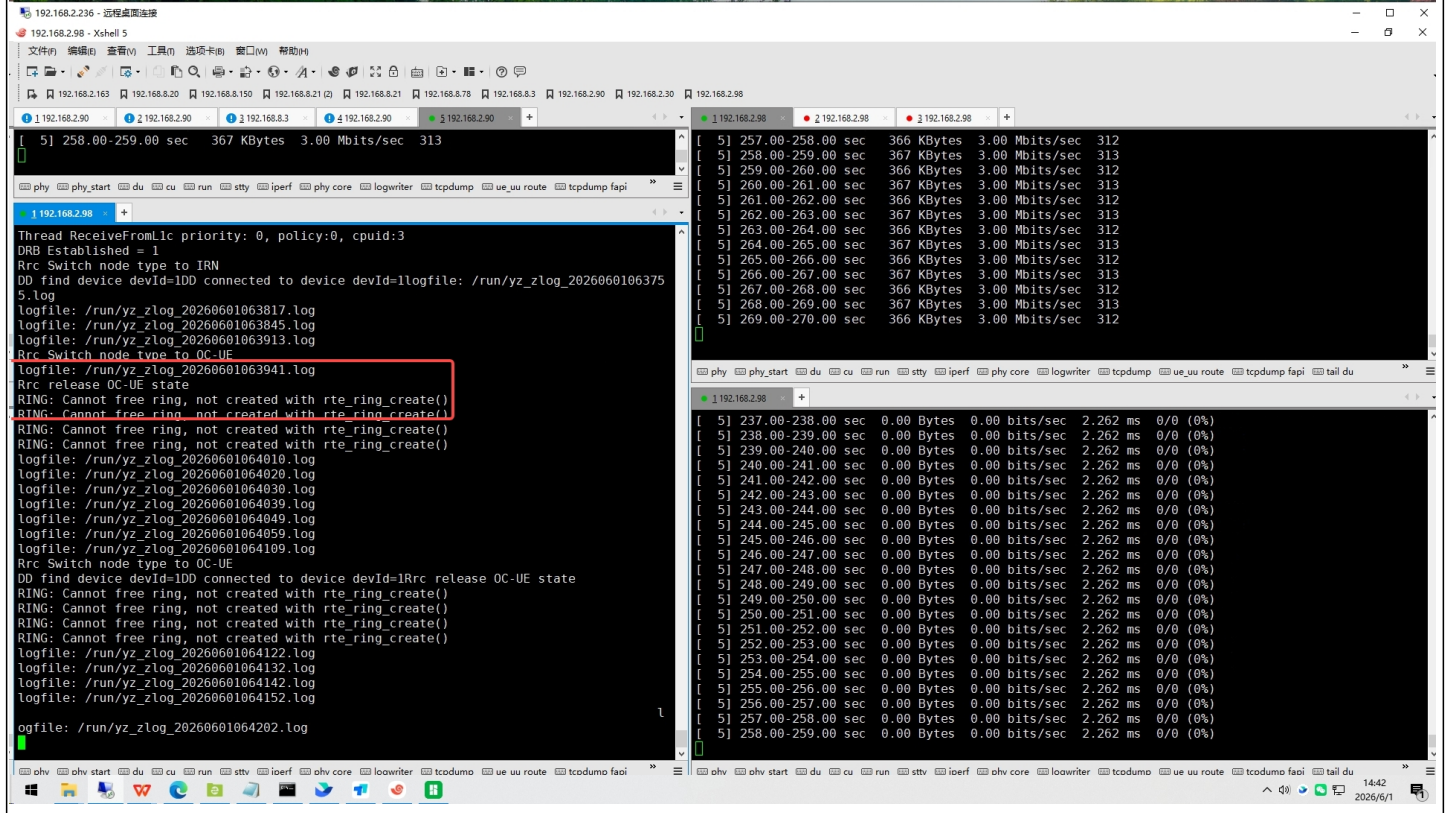 192.168.2.236 - 远程桌面连接
192.168.2.98 - Xshell 5
文件(F) 编辑(E) 查看(V) 工具(T) 选项卡(B) 窗口(W) 帮助(H)
192.168.2.163 192.168.8.20 192.168.8.150 192.168.8.21 (2) 192.168.8.21 192.168.8.78 192.168.8.3 192.168.2.90 192.168.2.30 192.168.2.98
1 192.168.2.90 2 192.168.2.90 3 192.168.8.3 4 192.168.2.90 5 192.168.2.90
[ 5] 258.00-259.00 sec 367 KBytes 3.00 Mbits/sec 313
phy phy_start du cu run stty iperf phy core logwriter tcpdump ue_uu route tcpdump fapi
1 192.168.2.98
Thread ReceiveFromL1c priority: 0, policy:0, cpuid:3
DRB Established = 1
Rrc Switch node type to IRN
DD find device devId=1DD connected to device devId=1logfile: /run/yz_zlog_2026060106375
5.log
logfile: /run/yz_zlog_20260601063817.log
logfile: /run/yz_zlog_20260601063845.log
logfile: /run/yz_zlog_20260601063913.log
Rrc Switch node type to OC-UE
logfile: /run/yz_zlog_20260601063941.log
Rrc release OC-UE state
RING: Cannot free ring, not created with rte_ring_create()
RING: Cannot free ring, not created with rte_ring_create()
RING: Cannot free ring, not created with rte_ring_create()
RING: Cannot free ring, not created with rte_ring_create()
logfile: /run/yz_zlog_20260601064010.log
logfile: /run/yz_zlog_20260601064020.log
logfile: /run/yz_zlog_20260601064030.log
logfile: /run/yz_zlog_20260601064039.log
logfile: /run/yz_zlog_20260601064049.log
logfile: /run/yz_zlog_20260601064059.log
logfile: /run/yz_zlog_20260601064109.log
Rrc Switch node type to OC-UE
DD find device devId=1DD connected to device devId=1Rrc release OC-UE state
RING: Cannot free ring, not created with rte_ring_create()
RING: Cannot free ring, not created with rte_ring_create()
RING: Cannot free ring, not created with rte_ring_create()
RING: Cannot free ring, not created with rte_ring_create()
logfile: /run/yz_zlog_20260601064122.log
logfile: /run/yz_zlog_20260601064132.log
logfile: /run/yz_zlog_20260601064142.log
logfile: /run/yz_zlog_20260601064152.log
l
ogfile: /run/yz_zlog_20260601064202.log
phy phy start du cu run stty iperf phy core logwriter tcpdump ue uu route tcpdump fapi
1 192.168.2.98 2 192.168.2.98 3 192.168.2.98
[ 5] 257.00-258.00 sec 366 KBytes 3.00 Mbits/sec 312
[ 5] 258.00-259.00 sec 367 KBytes 3.00 Mbits/sec 313
[ 5] 259.00-260.00 sec 366 KBytes 3.00 Mbits/sec 312
[ 5] 260.00-261.00 sec 367 KBytes 3.00 Mbits/sec 313
[ 5] 261.00-262.00 sec 366 KBytes 3.00 Mbits/sec 312
[ 5] 262.00-263.00 sec 367 KBytes 3.00 Mbits/sec 313
[ 5] 263.00-264.00 sec 366 KBytes 3.00 Mbits/sec 312
[ 5] 264.00-265.00 sec 367 KBytes 3.00 Mbits/sec 313
[ 5] 265.00-266.00 sec 366 KBytes 3.00 Mbits/sec 312
[ 5] 266.00-267.00 sec 367 KBytes 3.00 Mbits/sec 313
[ 5] 267.00-268.00 sec 366 KBytes 3.00 Mbits/sec 312
[ 5] 268.00-269.00 sec 367 KBytes 3.00 Mbits/sec 313
[ 5] 269.00-270.00 sec 366 KBytes 3.00 Mbits/sec 312
phy phy_start du cu run stty iperf phy core logwriter tcpdump ue_uu route tcpdump fapi tail du
1 192.168.2.98
[ 5] 237.00-238.00 sec 0.00 Bytes 0.00 bits/sec 2.262 ms 0/0 (0%)
[ 5] 238.00-239.00 sec 0.00 Bytes 0.00 bits/sec 2.262 ms 0/0 (0%)
[ 5] 239.00-240.00 sec 0.00 Bytes 0.00 bits/sec 2.262 ms 0/0 (0%)
[ 5] 240.00-241.00 sec 0.00 Bytes 0.00 bits/sec 2.262 ms 0/0 (0%)
[ 5] 241.00-242.00 sec 0.00 Bytes 0.00 bits/sec 2.262 ms 0/0 (0%)
[ 5] 242.00-243.00 sec 0.00 Bytes 0.00 bits/sec 2.262 ms 0/0 (0%)
[ 5] 243.00-244.00 sec 0.00 Bytes 0.00 bits/sec 2.262 ms 0/0 (0%)
[ 5] 244.00-245.00 sec 0.00 Bytes 0.00 bits/sec 2.262 ms 0/0 (0%)
[ 5] 245.00-246.00 sec 0.00 Bytes 0.00 bits/sec 2.262 ms 0/0 (0%)
[ 5] 246.00-247.00 sec 0.00 Bytes 0.00 bits/sec 2.262 ms 0/0 (0%)
[ 5] 247.00-248.00 sec 0.00 Bytes 0.00 bits/sec 2.262 ms 0/0 (0%)
[ 5] 248.00-249.00 sec 0.00 Bytes 0.00 bits/sec 2.262 ms 0/0 (0%)
[ 5] 249.00-250.00 sec 0.00 Bytes 0.00 bits/sec 2.262 ms 0/0 (0%)
[ 5] 250.00-251.00 sec 0.00 Bytes 0.00 bits/sec 2.262 ms 0/0 (0%)
[ 5] 251.00-252.00 sec 0.00 Bytes 0.00 bits/sec 2.262 ms 0/0 (0%)
[ 5] 252.00-253.00 sec 0.00 Bytes 0.00 bits/sec 2.262 ms 0/0 (0%)
[ 5] 253.00-254.00 sec 0.00 Bytes 0.00 bits/sec 2.262 ms 0/0 (0%)
[ 5] 254.00-255.00 sec 0.00 Bytes 0.00 bits/sec 2.262 ms 0/0 (0%)
[ 5] 255.00-256.00 sec 0.00 Bytes 0.00 bits/sec 2.262 ms 0/0 (0%)
[ 5] 256.00-257.00 sec 0.00 Bytes 0.00 bits/sec 2.262 ms 0/0 (0%)
[ 5] 257.00-258.00 sec 0.00 Bytes 0.00 bits/sec 2.262 ms 0/0 (0%)
[ 5] 258.00-259.00 sec 0.00 Bytes 0.00 bits/sec 2.262 ms 0/0 (0%)
phy phy start du cu run stty iperf phy core logwriter tcpdump ue uu route tcpdump fapi tail du
14:42
2026/6/1